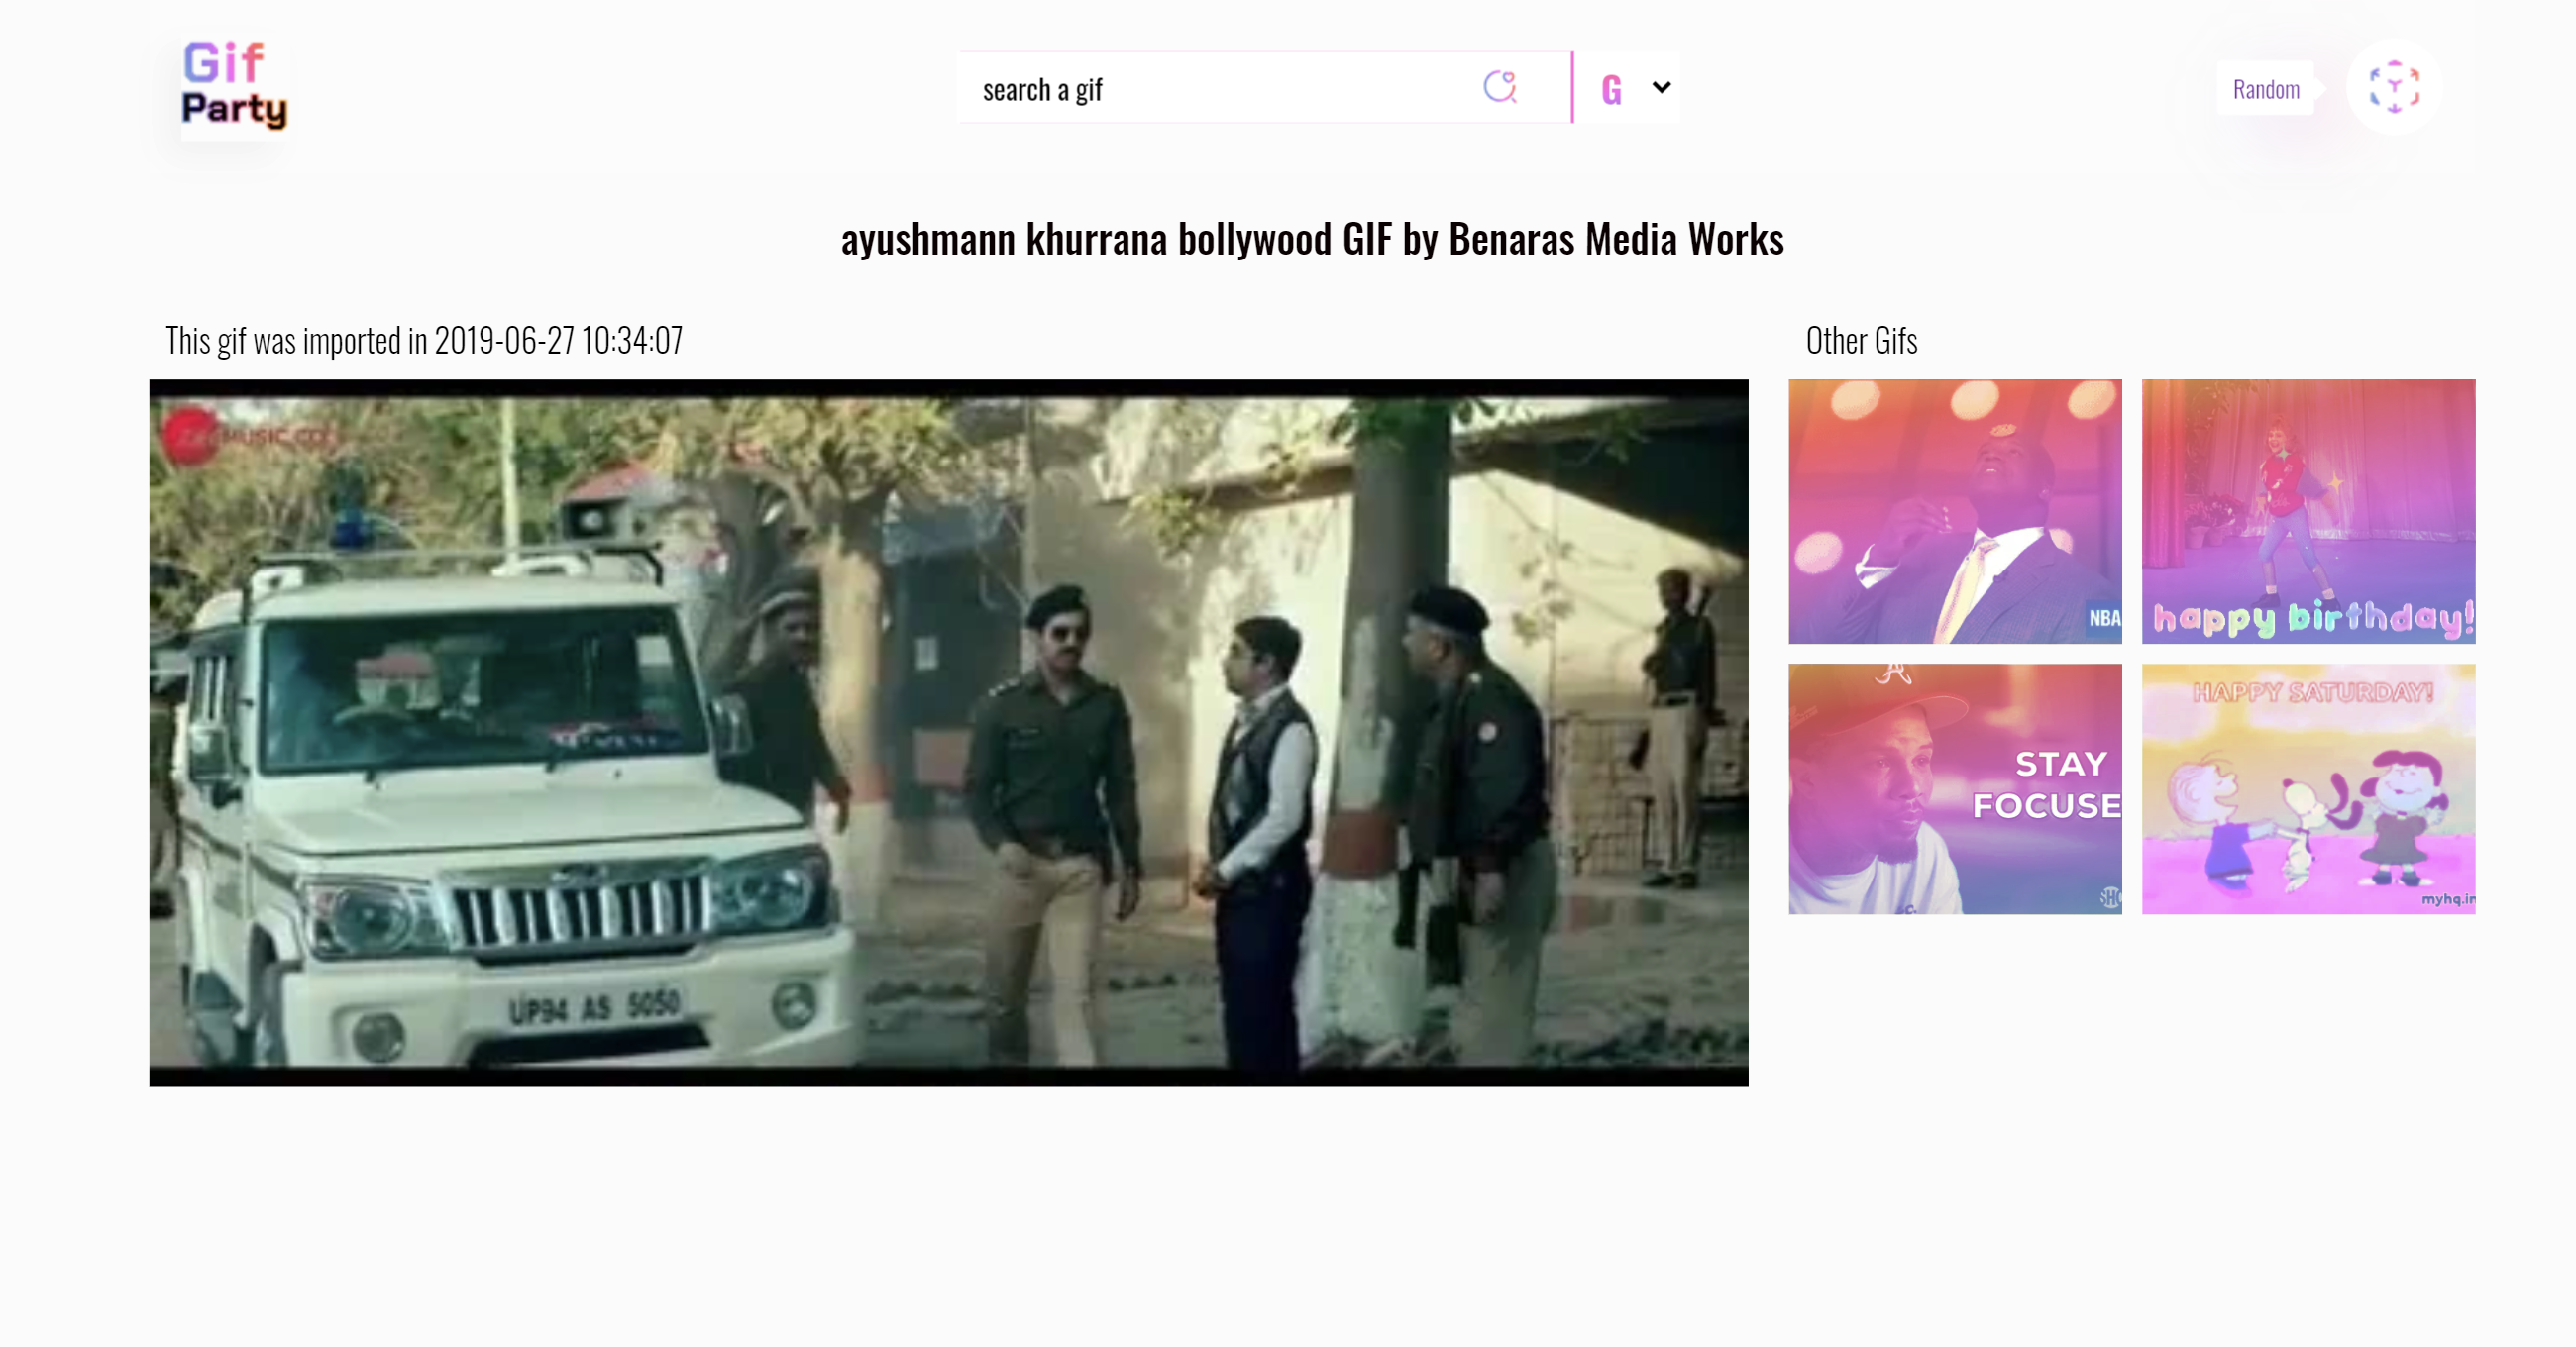 Gif
Party
search a gif
G
Random
ayushmann khurrana bollywood GIF by Benaras Media Works
This gif was imported in 2019-06-27 10:34:07
Other Gifs
MUSIC CO
UP94 AS 5050
NBA
happy birthday!
STAY
FOCUSE
HAPPY SATURDAY!
myhq.in